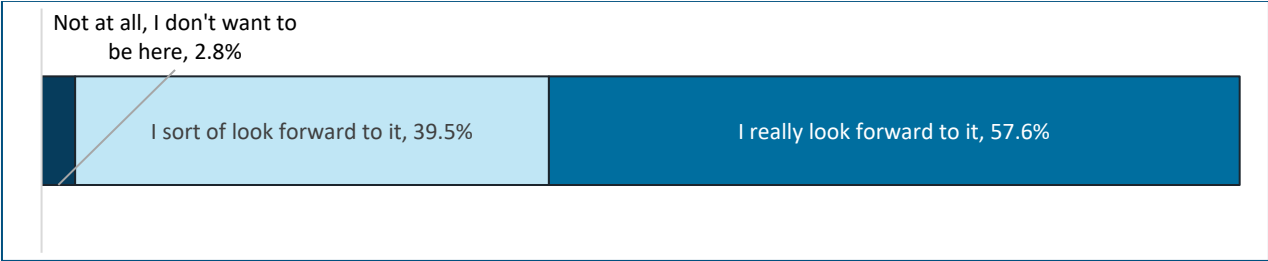 Not at all, I don't want to
be here, 2.8%
I sort of look forward to it, 39.5%
I really look forward to it, 57.6%